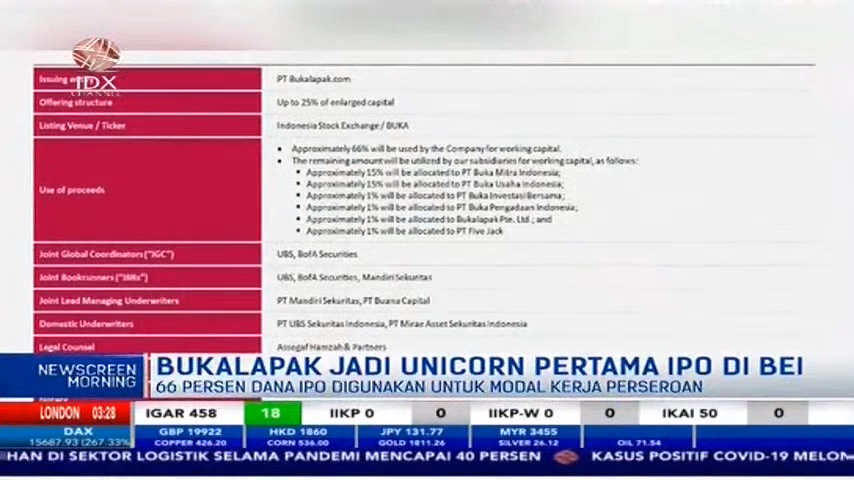 IDX
CHANNEL
Issuing
PT Bukalapak.com
Offering structure
Up to 25% of enlarged capital
Listing Venue / Ticker
Indonesia Stock Exchange / BUKA
Use of proceeds
• Approximately 66% will be used by the Company for working capital.
• The remaining amount will be utilized by our subsidiaries for working capital, as follows:
▪ Approximately 15% will be allocated to PT Buka Mitra Indonesia;
▪ Approximately 15% will be allocated to PT Buka Usaha Indonesia;
▪ Approximately 1% will be allocated to PT Buka Investasi Bersama;
▪ Approximately 1% will be allocated to PT Buka Pengadaan Indonesia;
▪ Approximately 1% will be allocated to Bukalapak Pte. Ltd.; and
▪ Approximately 1% will be allocated to PT Five Jack
Joint Global Coordinators ("JGC")
UBS, BofA Securities
Joint Bookrunners ("JBRs")
UBS, BofA Securities, Mandiri Sekuritas
Joint Lead Managing Underwriters
PT Mandiri Sekuritas, PT Buana Capital
Domestic Underwriters
PT UBS Sekuritas Indonesia, PT Mirae Asset Sekuritas Indonesia
Legal Counsel
Assegaf Hamzah & Partners
NEWSCREEN
MORNING
BUKALAPAK JADI UNICORN PERTAMA IPO DI BEI
66 PERSEN DANA IPO DIGUNAKAN UNTUK MODAL KERJA PERSEROAN
LONDON 03:28
IGAR 458 18 IIKP 0 0 IIKP-W 0 0 IKAI 50 0
DAX GBP 19922 HKD 1860 JPY 131.77 MYR 3455
15687.93 (267.33%) COPPER 426.20 CORN 536.00 GOLD 1811.26 SILVER 26.12 OIL 71.54
HAN DI SEKTOR LOGISTIK SELAMA PANDEMI MENCAPAI 40 PERSEN KASUS POSITIF COVID-19 MELON